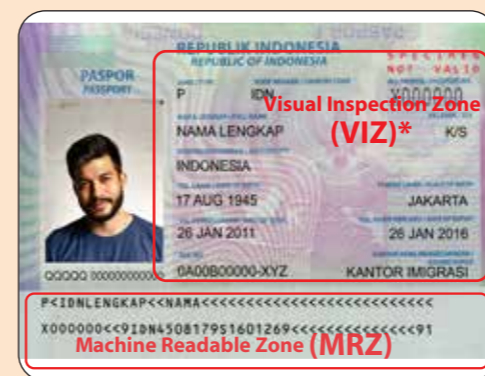 REPUBLIK INDONESIA
REPUBLIC OF INDONESIA
SPECIMEN
NOT VALID
PASPOR
PASSPORT
P IDN X000000
Visual Inspection Zone
(VIZ)*
NAMA LENGKAP K/S
INDONESIA
17 AUG 1945 JAKARTA
26 JAN 2011 26 JAN 2016
0A00B00000-XYZ KANTOR IMIGRASI
P<IDNLENGKAP<<NAMA<<<<<<<<<<<<<<<<<<<<<<<<<<
X000000<<9IDN4508179S1601269<<<<<<<<<<<<<<91
Machine Readable Zone (MRZ)